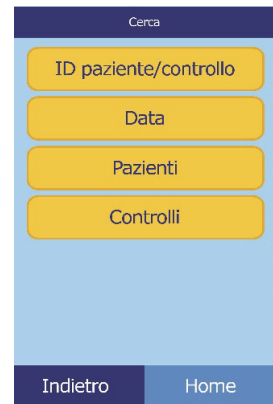 Cerca
ID paziente/controllo
Data
Pazienti
Controlli
Indietro Home